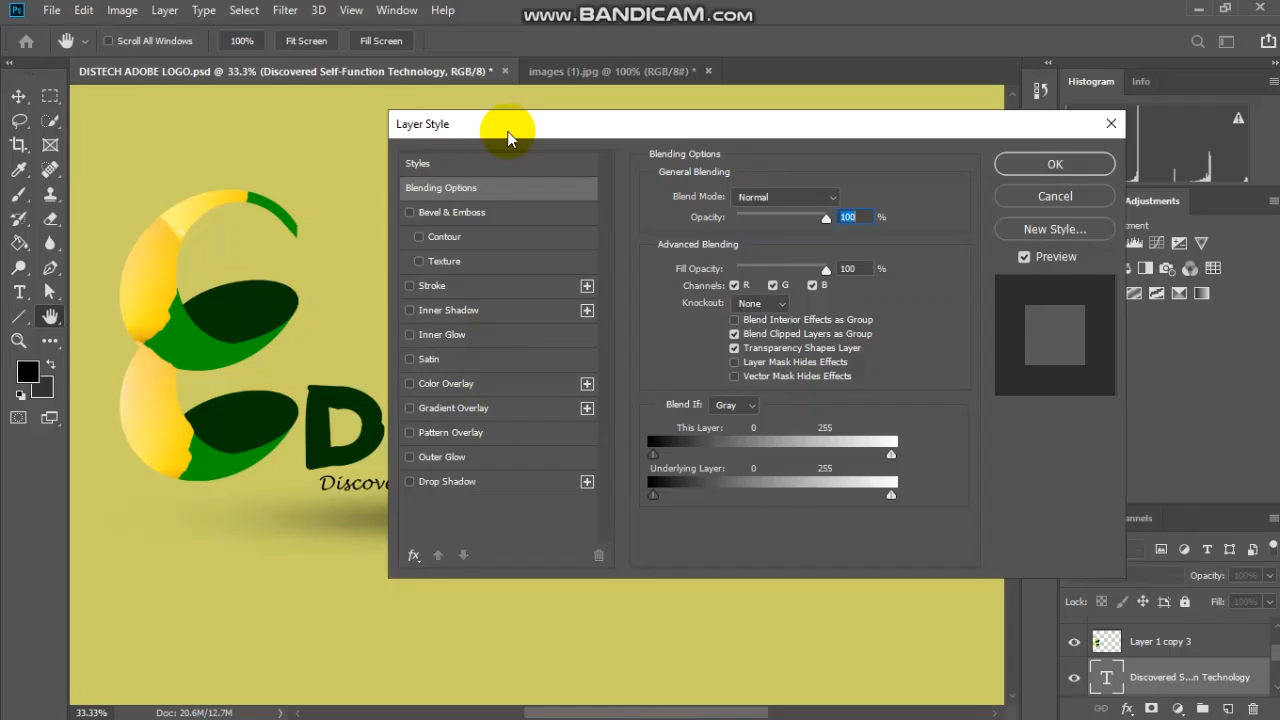 www.BANDICAM.com
File Edit Image Layer Type Select Filter 3D View Window Help
Scroll All Windows 100% Fit Screen Fill Screen
DISTECH ADOBE LOGO.psd @ 33.3% (Discovered Self-Function Technology, RGB/8) * images (1).jpg @ 100% (RGB/8#) *
Histogram Info
Layer Style
Styles
Blending Options
Bevel & Emboss
Contour
Texture
Stroke
Inner Shadow
Inner Glow
Satin
Color Overlay
Gradient Overlay
Pattern Overlay
Outer Glow
Drop Shadow
fx
Blending Options
General Blending
Blend Mode: Normal
Opacity: 100 %
Advanced Blending
Fill Opacity: 100 %
Channels: R G B
Knockout: None
Blend Interior Effects as Group
Blend Clipped Layers as Group
Transparency Shapes Layer
Layer Mask Hides Effects
Vector Mask Hides Effects
Blend If: Gray
This Layer: 0 255
Underlying Layer: 0 255
OK
Cancel
New Style...
Preview
Adjustments
D
Discove
Opacity: 100%
Lock: Fill: 100%
Layer 1 copy 3
Discovered S...n Technology
33.33% Doc: 20.6M/12.7M